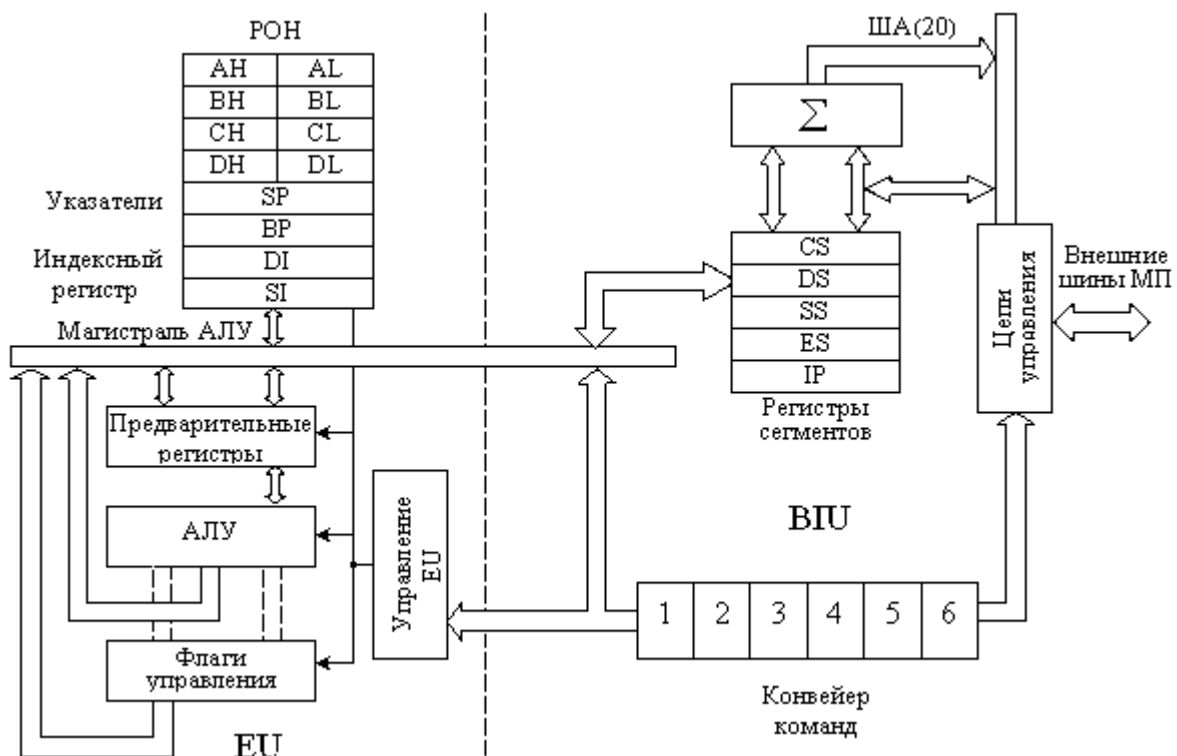 РОН
AH AL
BH BL
CH CL
DH DL
Указатели
SP
BP
Индексный
регистр
DI
SI
Магистраль АЛУ
Предварительные
регистры
АЛУ
Управление
EU
Флаги
управления
EU
ША(20)
Σ
CS
DS
SS
ES
IP
Регистры
сегментов
Цепи
управления
Внешние
шины МП
BIU
1 2 3 4 5 6
Конвейер
команд